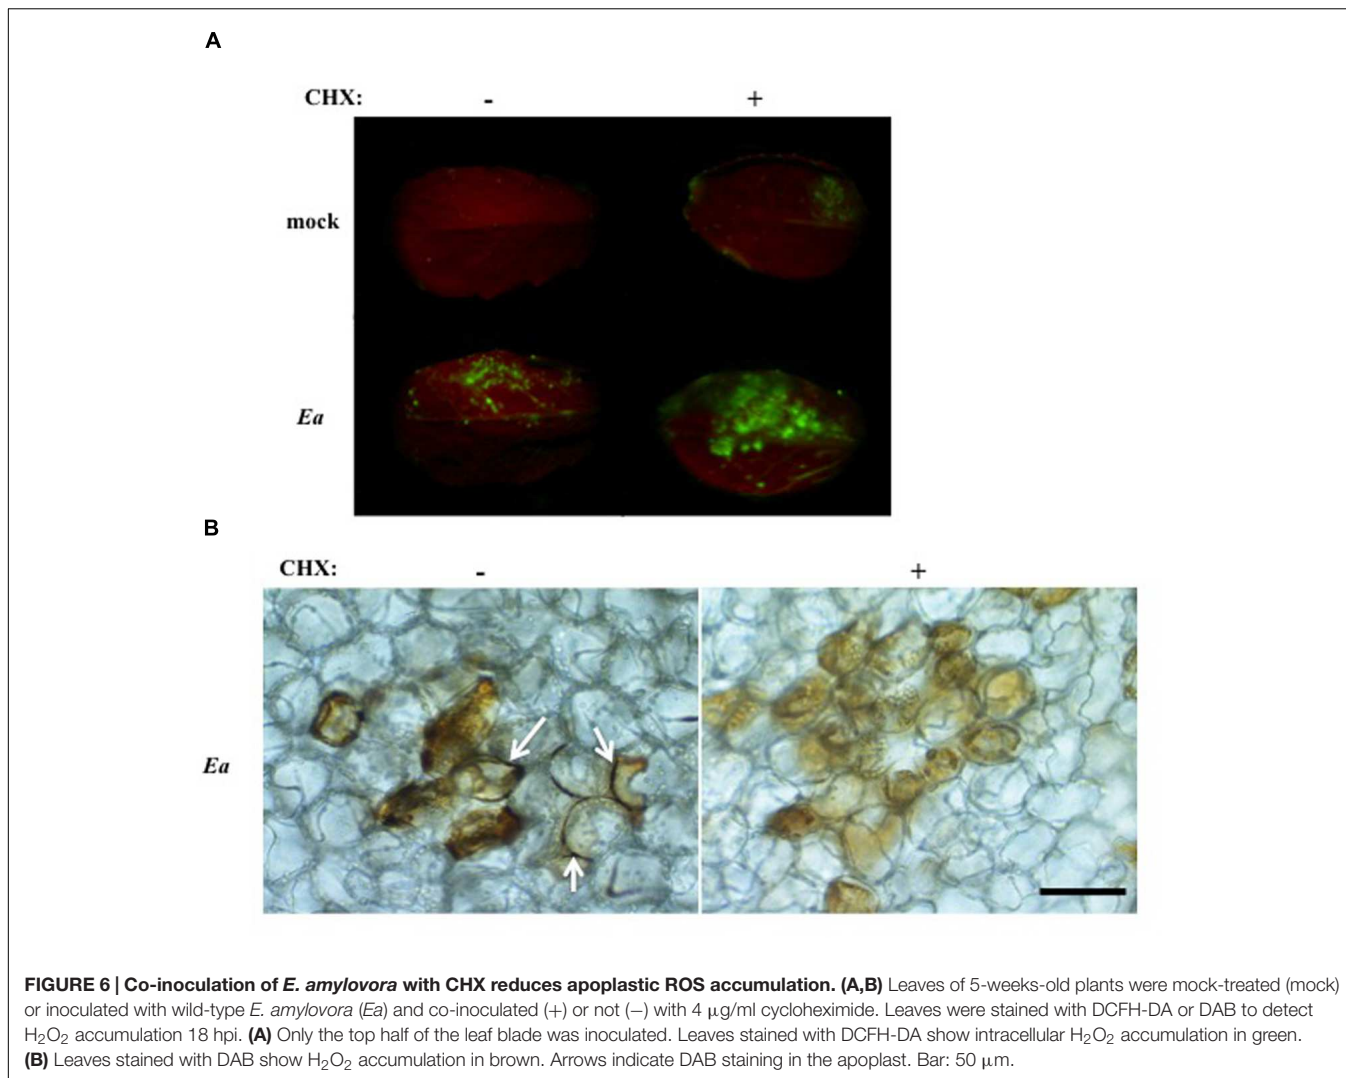 A
CHX: - +
mock
Ea
B
CHX: - +
Ea
FIGURE 6 | Co-inoculation of E. amylovora with CHX reduces apoplastic ROS accumulation. (A,B) Leaves of 5-weeks-old plants were mock-treated (mock)
or inoculated with wild-type E. amylovora (Ea) and co-inoculated (+) or not (−) with 4 μg/ml cycloheximide. Leaves were stained with DCFH-DA or DAB to detect
H₂O₂ accumulation 18 hpi. (A) Only the top half of the leaf blade was inoculated. Leaves stained with DCFH-DA show intracellular H₂O₂ accumulation in green.
(B) Leaves stained with DAB show H₂O₂ accumulation in brown. Arrows indicate DAB staining in the apoplast. Bar: 50 μm.